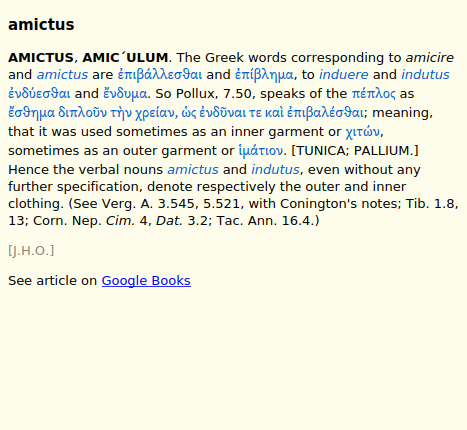 amictus
AMICTUS, AMIC´ULUM. The Greek words corresponding to amicire
and amictus are ἐπιβάλλεσθαι and ἐπίβλημα, to induere and indutus
ἐνδύεσθαι and ἔνδυμα. So Pollux, 7.50, speaks of the πέπλος as
ἔσθημα διπλοῦν τὴν χρείαν, ὡς ἐνδῦναι τε καὶ ἐπιβαλέσθαι; meaning,
that it was used sometimes as an inner garment or χιτών,
sometimes as an outer garment or ἱμάτιον. [TUNICA; PALLIUM.]
Hence the verbal nouns amictus and indutus, even without any
further specification, denote respectively the outer and inner
clothing. (See Verg. A. 3.545, 5.521, with Conington's notes; Tib. 1.8,
13; Corn. Nep. Cim. 4, Dat. 3.2; Tac. Ann. 16.4.)
[J.H.O.]
See article on Google Books